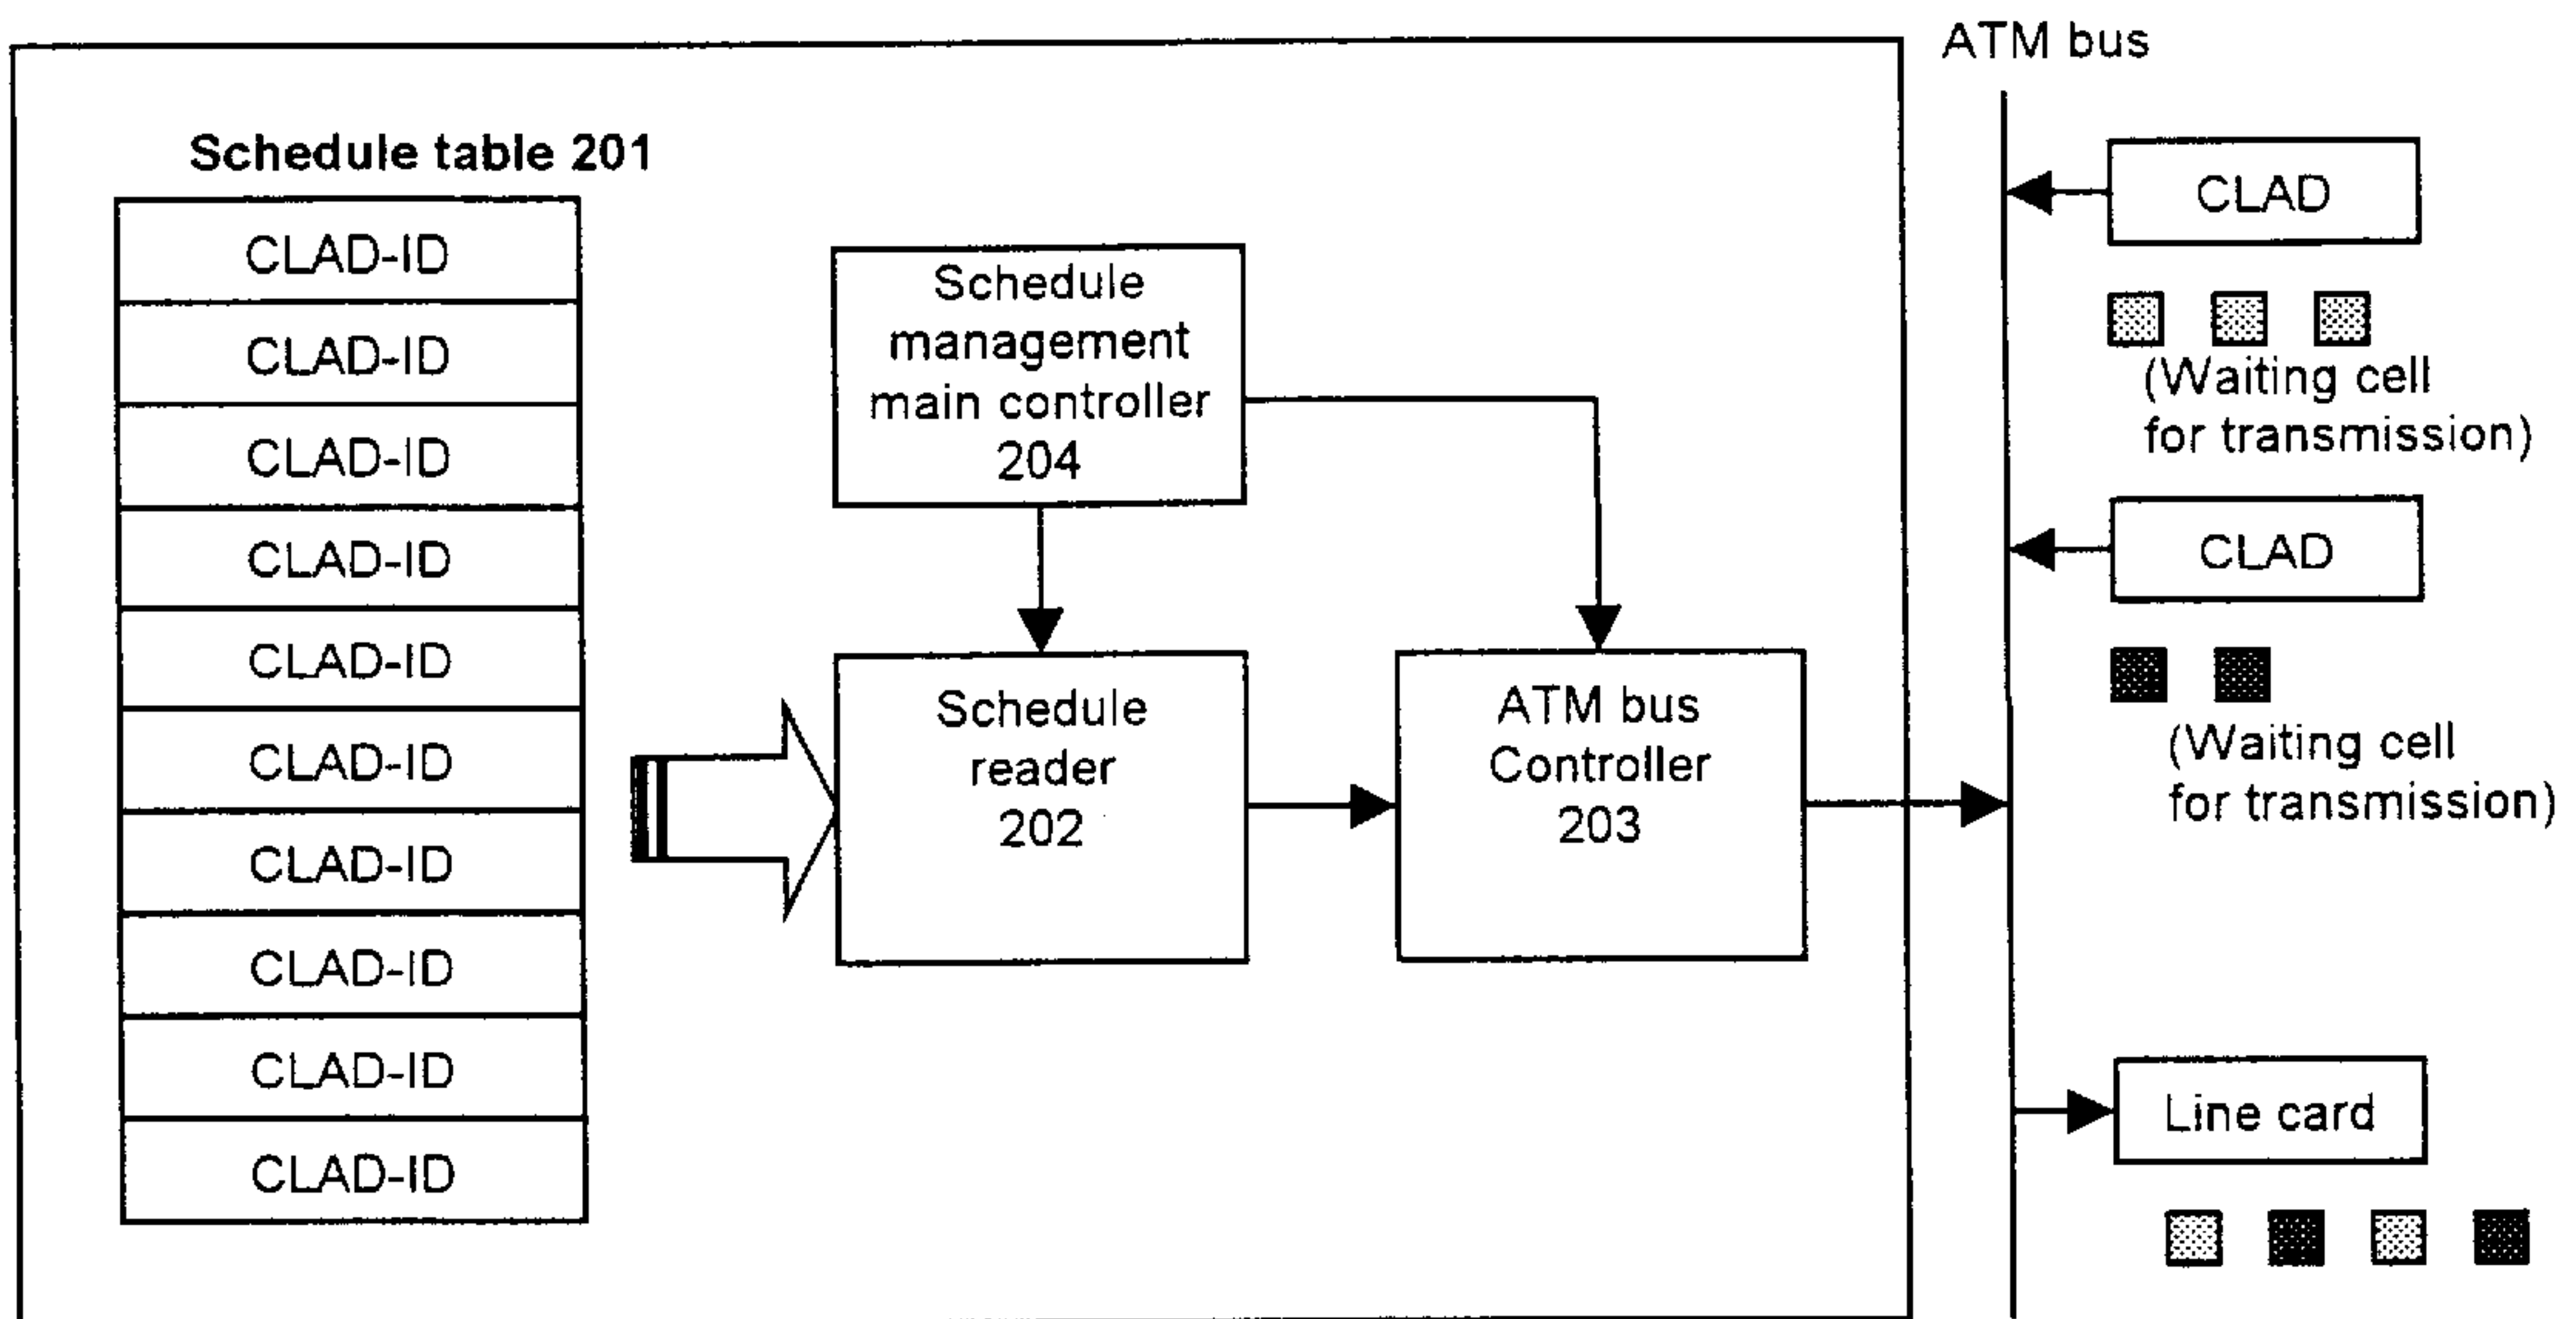 ATM bus
Schedule table 201
CLAD-ID
CLAD-ID
CLAD-ID
CLAD-ID
CLAD-ID
CLAD-ID
CLAD-ID
CLAD-ID
CLAD-ID
CLAD-ID
Schedule
management
main controller
204
Schedule
reader
202
ATM bus
Controller
203
CLAD
(Waiting cell
for transmission)
CLAD
(Waiting cell
for transmission)
Line card